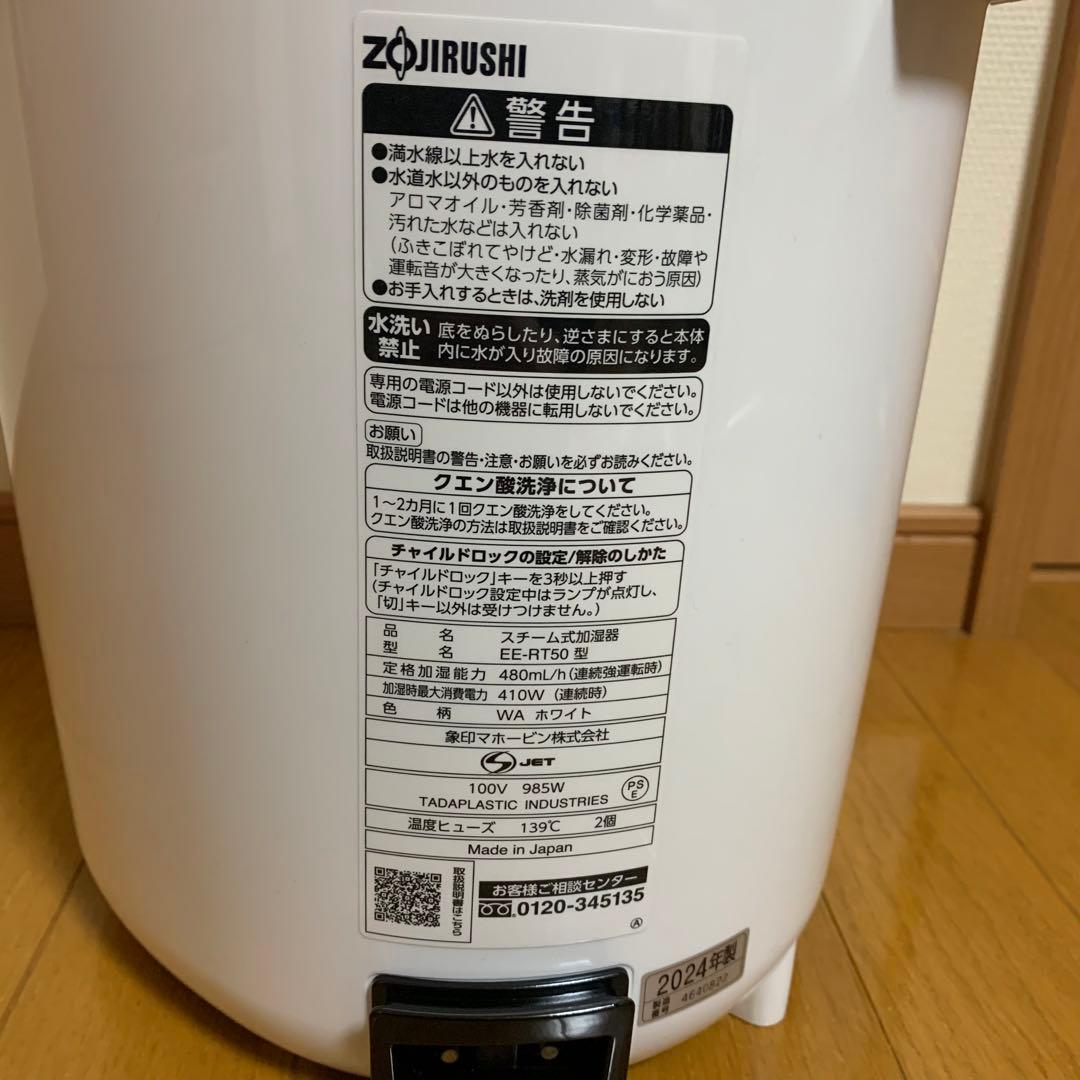 ZOJIRUSHI
警告
●満水線以上水を入れない
●水道水以外のものを入れない
アロマオイル・芳香剤・除菌剤・化学薬品・
汚れた水などは入れない
(ふきこぼれてやけど・水漏れ・変形・故障や
運転音が大きくなったり、蒸気がにおう原因)
●お手入れするときは、洗剤を使用しない
水洗い
禁止
底をぬらしたり、逆さまにすると本体
内に水が入り故障の原因になります。
専用の電源コード以外は使用しないでください。
電源コードは他の機器に転用しないでください。
お願い
取扱説明書の警告・注意・お願いを必ずお読みください。
クエン酸洗浄について
1〜2カ月に1回クエン酸洗浄をしてください。
クエン酸洗浄の方法は取扱説明書をご確認ください。
チャイルドロックの設定/解除のしかた
「チャイルドロック」キーを3秒以上押す
(チャイルドロック設定中はランプが点灯し、
「切」キー以外は受けつけません。)
品名 スチーム式加湿器
型名 EE-RT50 型
定格加湿能力 480mL/h(連続強運転時)
加湿時最大消費電力 410W (連続時)
色柄 WA ホワイト
象印マホービン株式会社
S JET
100V 985W
TADAPLASTIC INDUSTRIES
PS
E
温度ヒューズ 139℃ 2個
Made in Japan
取扱説明書はこちら
お客様ご相談センター
0120-345135
A
2024年製
製造
番号